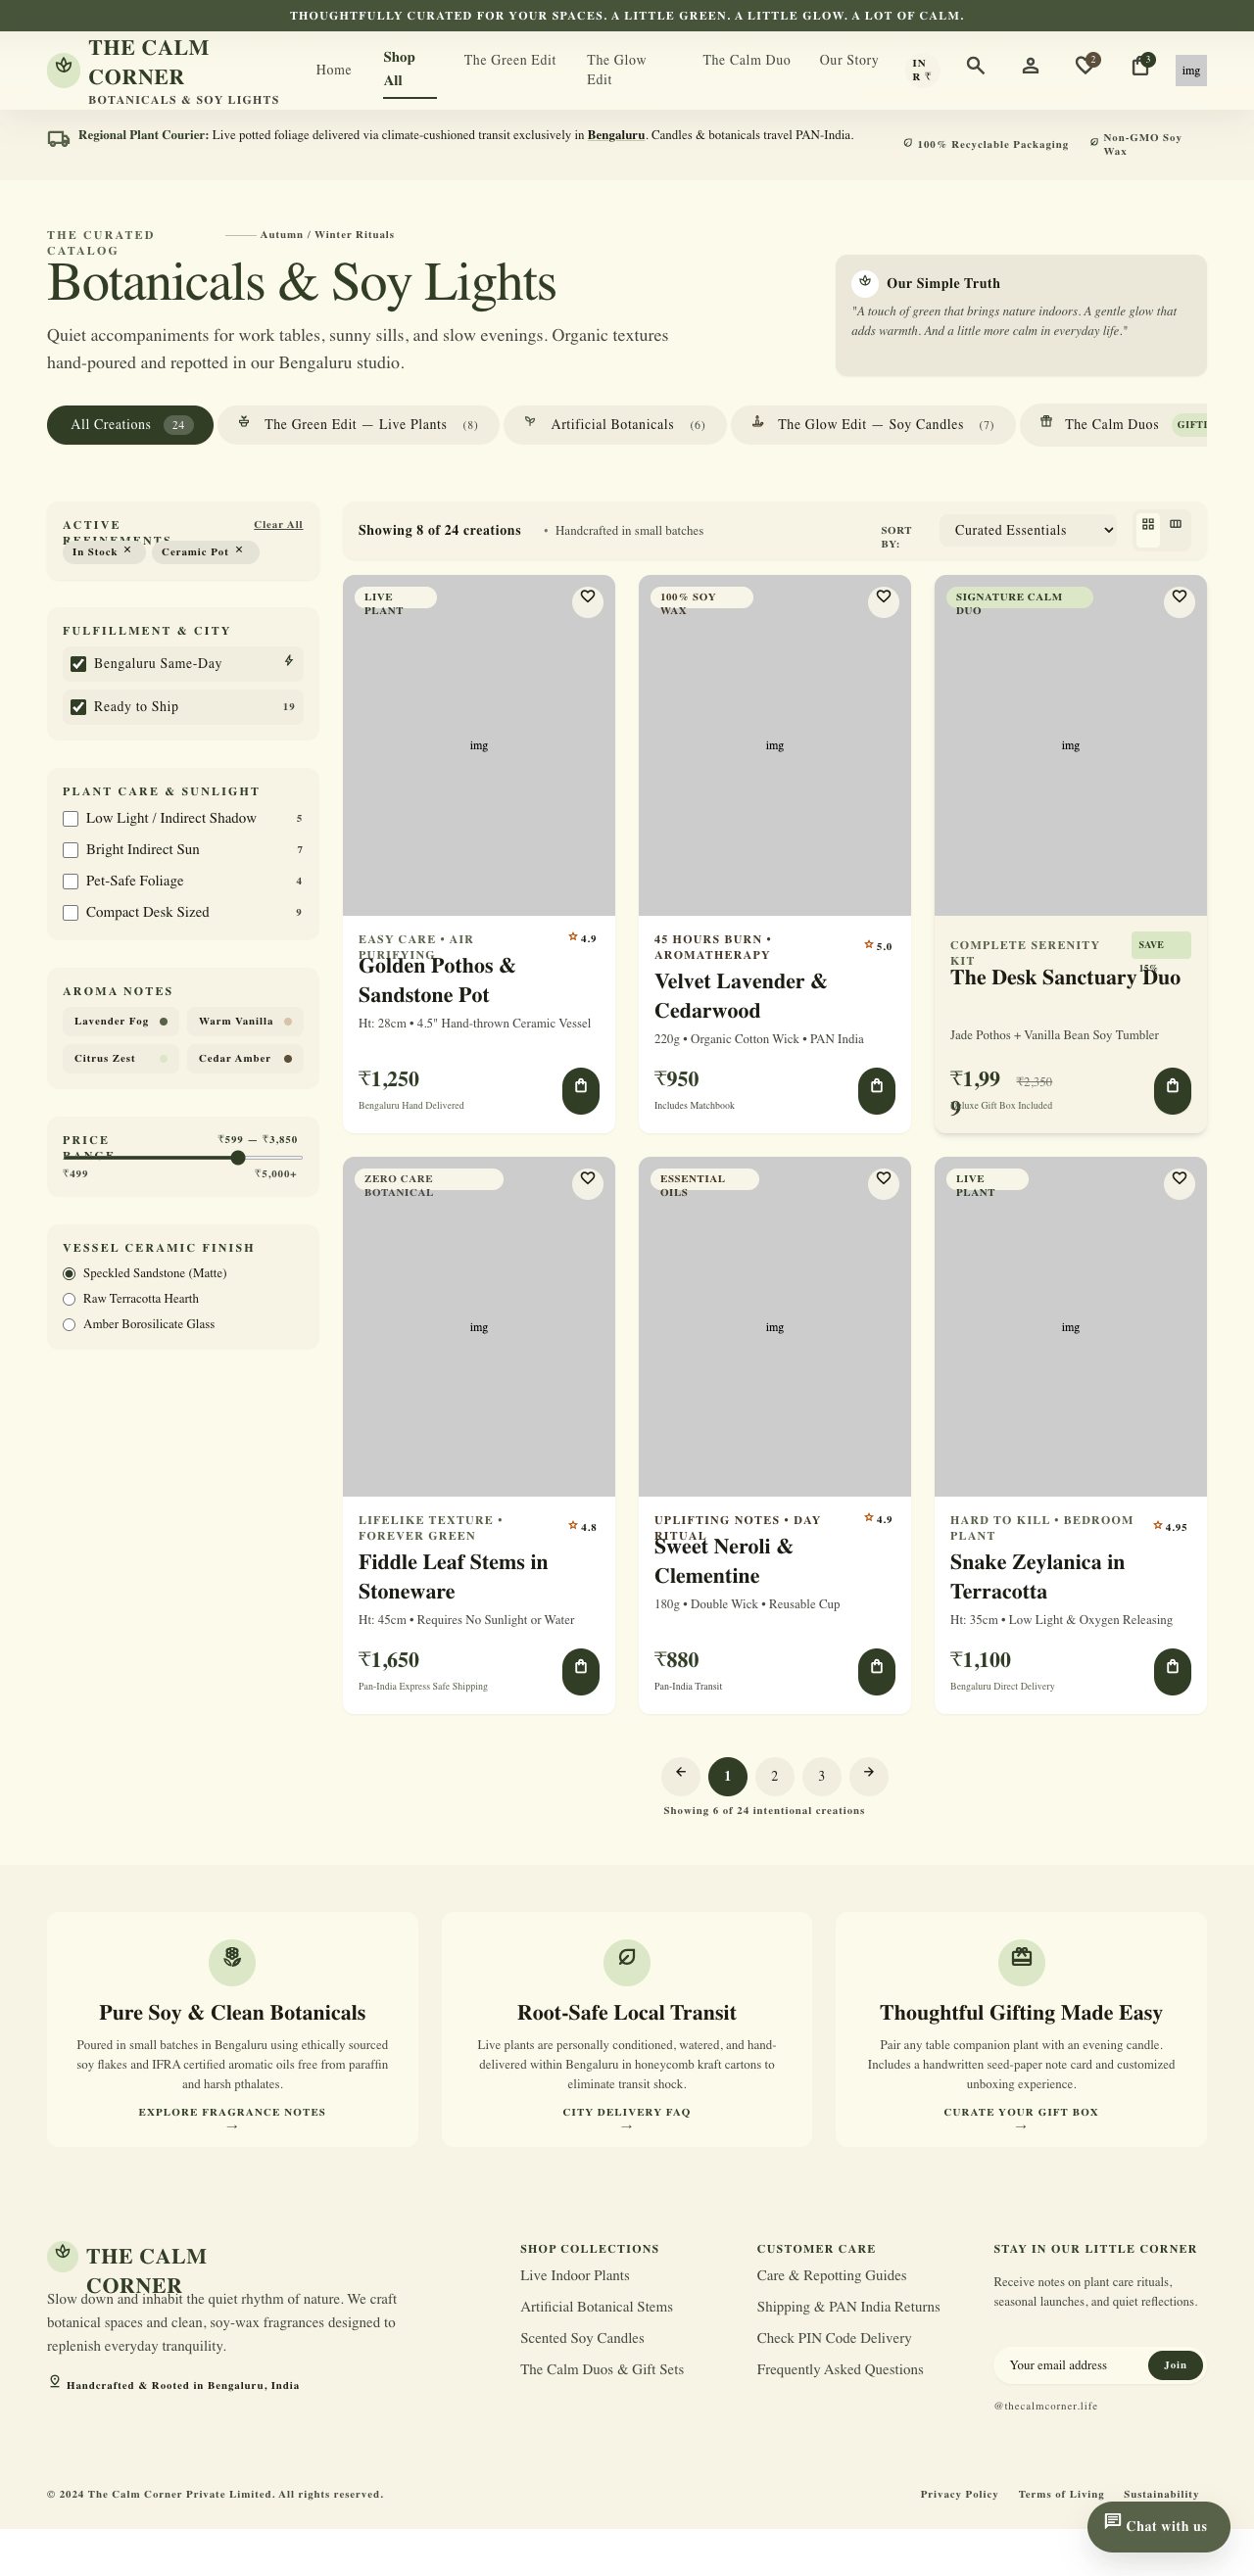 THOUGHTFULLY CURATED FOR YOUR SPACES. A LITTLE GREEN. A LITTLE GLOW. A LOT OF CALM.
THE CALM
CORNER
BOTANICALS & SOY LIGHTS
Home
Shop
All
The Green Edit
The Glow
Edit
The Calm Duo
Our Story
IN
R ₹
2
3
img
Regional Plant Courier: Live potted foliage delivered via climate-cushioned transit exclusively in Bengaluru. Candles & botanicals travel PAN-India.
100% Recyclable Packaging
Non-GMO Soy
Wax
THE CURATED
CATALOG
Autumn / Winter Rituals
Botanicals & Soy Lights
Quiet accompaniments for work tables, sunny sills, and slow evenings. Organic textures
hand-poured and repotted in our Bengaluru studio.
Our Simple Truth
"A touch of green that brings nature indoors. A gentle glow that
adds warmth. And a little more calm in everyday life."
All Creations 24
The Green Edit — Live Plants (8)
Artificial Botanicals (6)
The Glow Edit — Soy Candles (7)
The Calm Duos
ACTIVE
REFINEMENTS
Clear All
In Stock ×
Ceramic Pot ×
FULFILLMENT & CITY
Bengaluru Same-Day
Ready to Ship 19
PLANT CARE & SUNLIGHT
Low Light / Indirect Shadow 5
Bright Indirect Sun 7
Pet-Safe Foliage 4
Compact Desk Sized 9
AROMA NOTES
Lavender Fog
Warm Vanilla
Citrus Zest
Cedar Amber
PRICE
RANGE
₹599 — ₹3,850
₹499
₹5,000+
VESSEL CERAMIC FINISH
Speckled Sandstone (Matte)
Raw Terracotta Hearth
Amber Borosilicate Glass
Showing 8 of 24 creations
• Handcrafted in small batches
SORT
BY:
Curated Essentials
LIVE
PLANT
img
EASY CARE • AIR
PURIFYING
4.9
Golden Pothos &
Sandstone Pot
Ht: 28cm • 4.5" Hand-thrown Ceramic Vessel
₹1,250
Bengaluru Hand Delivered
100% SOY
WAX
img
45 HOURS BURN •
AROMATHERAPY
5.0
Velvet Lavender &
Cedarwood
220g • Organic Cotton Wick • PAN India
₹950
Includes Matchbook
SIGNATURE CALM
DUO
img
COMPLETE SERENITY
KIT
SAVE
15%
The Desk Sanctuary Duo
Jade Pothos + Vanilla Bean Soy Tumbler
₹1,99
9
₹2,350
Deluxe Gift Box Included
ZERO CARE
BOTANICAL
img
LIFELIKE TEXTURE •
FOREVER GREEN
4.8
Fiddle Leaf Stems in
Stoneware
Ht: 45cm • Requires No Sunlight or Water
₹1,650
Pan-India Express Safe Shipping
ESSENTIAL
OILS
img
UPLIFTING NOTES • DAY
RITUAL
4.9
Sweet Neroli &
Clementine
180g • Double Wick • Reusable Cup
₹880
Pan-India Transit
LIVE
PLANT
img
HARD TO KILL • BEDROOM
PLANT
4.95
Snake Zeylanica in
Terracotta
Ht: 35cm • Low Light & Oxygen Releasing
₹1,100
Bengaluru Direct Delivery
← 1 2 3 →
Showing 6 of 24 intentional creations
Pure Soy & Clean Botanicals
Poured in small batches in Bengaluru using ethically sourced
soy flakes and IFRA certified aromatic oils free from paraffin
and harsh pthalates.
EXPLORE FRAGRANCE NOTES
→
Root-Safe Local Transit
Live plants are personally conditioned, watered, and hand-
delivered within Bengaluru in honeycomb kraft cartons to
eliminate transit shock.
CITY DELIVERY FAQ
→
Thoughtful Gifting Made Easy
Pair any table companion plant with an evening candle.
Includes a handwritten seed-paper note card and customized
unboxing experience.
CURATE YOUR GIFT BOX
→
THE CALM
CORNER
Slow down and inhabit the quiet rhythm of nature. We craft
botanical spaces and clean, soy-wax fragrances designed to
replenish everyday tranquility.
Handcrafted & Rooted in Bengaluru, India
SHOP COLLECTIONS
Live Indoor Plants
Artificial Botanical Stems
Scented Soy Candles
The Calm Duos & Gift Sets
CUSTOMER CARE
Care & Repotting Guides
Shipping & PAN India Returns
Check PIN Code Delivery
Frequently Asked Questions
STAY IN OUR LITTLE CORNER
Receive notes on plant care rituals,
seasonal launches, and quiet reflections.
Your email address
Join
@thecalmcorner.life
© 2024 The Calm Corner Private Limited. All rights reserved.
Privacy Policy
Terms of Living
Sustainability
Chat with us